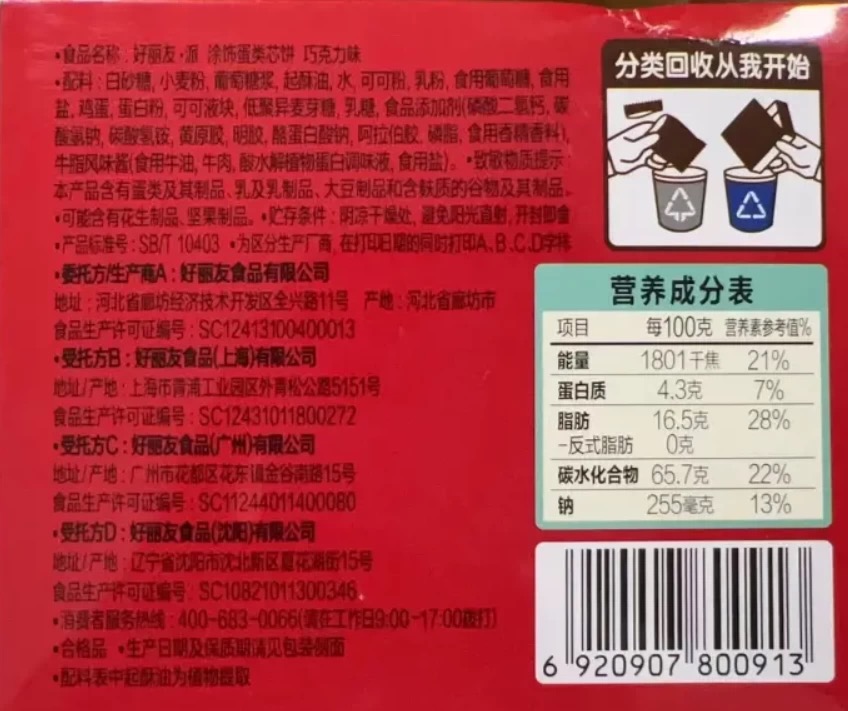 •食品名称:好丽友·派 涂饰蛋类芯饼 巧克力味
•配料:白砂糖,小麦粉,葡萄糖浆,起酥油,水,可可粉,乳粉,食用葡萄糖,食用
盐,鸡蛋,蛋白粉,可可液块,低聚异麦芽糖,乳糖,食品添加剂(磷酸二氢钙,碳
酸氢钠,碳酸氢铵,黄原胶,明胶,酪蛋白酸钠,阿拉伯胶,磷脂,食用香精香料),
牛脂风味酱(食用牛油,牛肉,酸水解植物蛋白调味液,食用盐)。•致敏物质提示:
本产品含有蛋类及其制品、乳及乳制品、大豆制品和含麸质的谷物及其制品。
•可能含有花生制品、坚果制品。•贮存条件:阴凉干燥处,避免阳光直射,开封即食
•产品标准号:SB/T 10403 •为区分生产厂商,在打印日期的同时打印A、B、C、D字样
•委托方/生产商A:好丽友食品有限公司
地址:河北省廊坊经济技术开发区全兴路11号 产地:河北省廊坊市
食品生产许可证编号:SC12413100400013
•受托方B:好丽友食品(上海)有限公司
地址/产地:上海市青浦工业园区外青松公路5151号
食品生产许可证编号:SC12431011800272
•受托方C:好丽友食品(广州)有限公司
地址/产地:广州市花都区花东镇金谷南路15号
食品生产许可证编号:SC11244011400080
•受托方D:好丽友食品(沈阳)有限公司
地址/产地:辽宁省沈阳市沈北新区夏花湖街15号
食品生产许可证编号:SC10821011300346
•消费者服务热线:400-683-0066(请在工作日9:00-17:00拨打)
•合格品 •生产日期及保质期请见包装侧面
•配料表中起酥油为植物提取
分类回收从我开始
营养成分表
项目 每100克 营养素参考值%
能量 1801千焦 21%
蛋白质 4.3克 7%
脂肪 16.5克 28%
-反式脂肪 0克
碳水化合物 65.7克 22%
钠 255毫克 13%
6 920907 800913